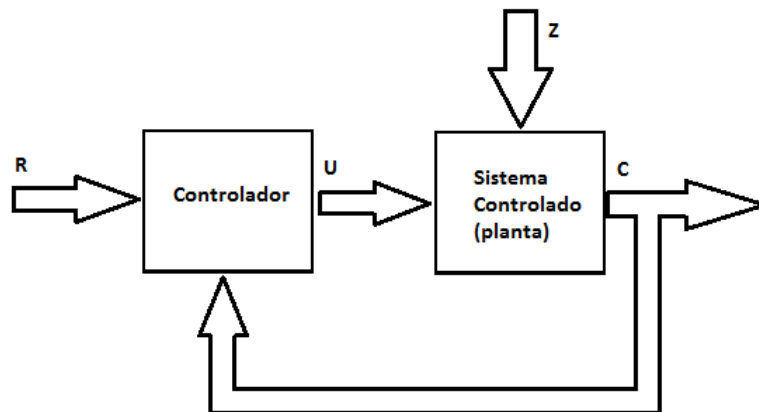 Z
R
Controlador
U
Sistema
Controlado
(planta)
C